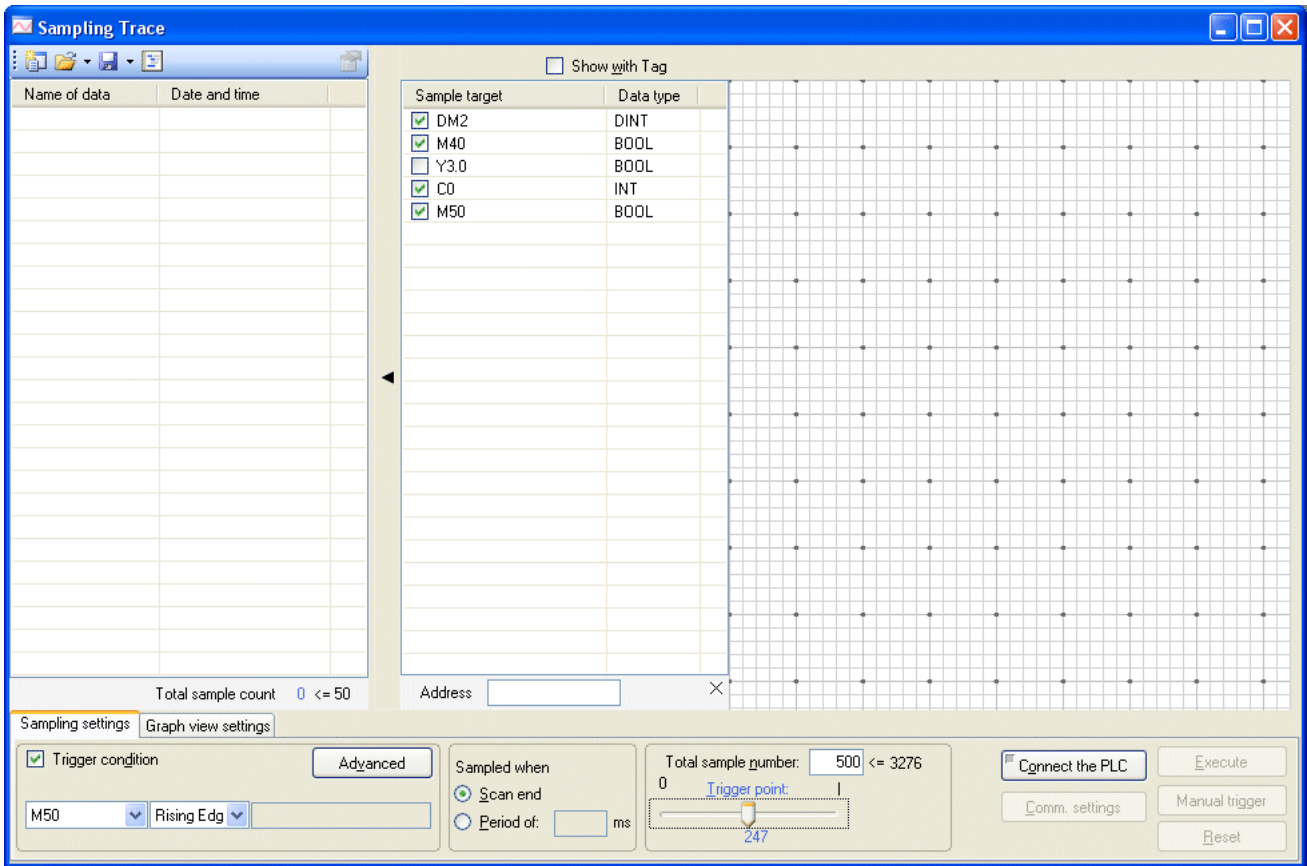 Sampling Trace
Show with Tag
Name of data Date and time
Sample target Data type
DM2 DINT
M40 BOOL
Y3.0 BOOL
C0 INT
M50 BOOL
Total sample count 0 <= 50
Address
Sampling settings Graph view settings
Trigger condition Advanced
M50 Rising Edg
Sampled when
Scan end
Period of: ms
Total sample number: 500 <= 3276
0 Trigger point:
247
Connect the PLC Execute
Comm. settings Manual trigger
Reset